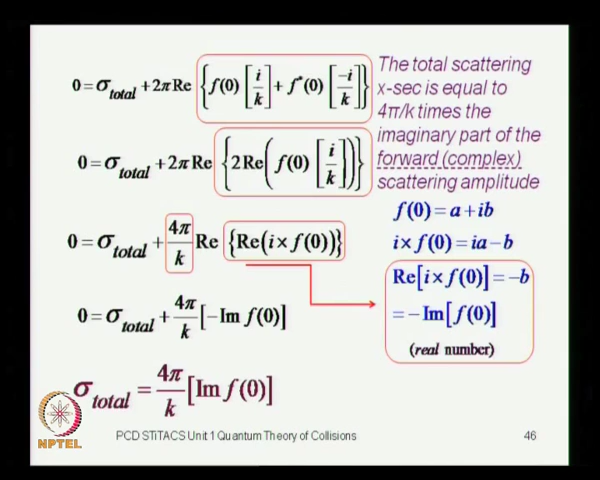 0 = σ_total + 2π Re { f(0) [i/k] + f*(0) [-i/k] }
0 = σ_total + 2π Re { 2 Re ( f(0) [i/k] ) }
0 = σ_total + 4π/k Re {Re(i × f(0))}
0 = σ_total + 4π/k [-Im f(0)]
σ_total = 4π/k [Im f(0)]
The total scattering
x-sec is equal to
4π/k times the
imaginary part of the
forward (complex)
scattering amplitude
f(0) = a + ib
i × f(0) = ia - b
Re[i × f(0)] = -b
= -Im[f(0)]
(real number)
NPTEL
PCD STiTACS Unit 1 Quantum Theory of Collisions
46